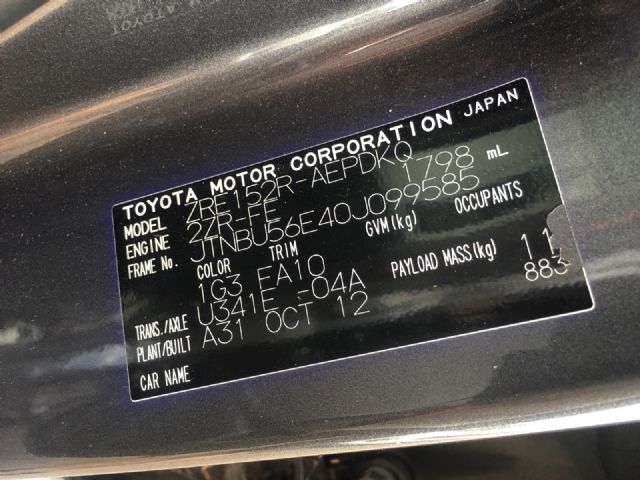 TOYOTA MOTOR CORPORATION JAPAN
MODEL ZRE152R-AEPDKQ
ENGINE 2ZR-FE 1798 mL
FRAME No. JTNBU56E40J099585
COLOR TRIM GVM(kg) OCCUPANTS
1G3 EA10
TRANS./AXLE U341E -04A PAYLOAD MASS(kg)
PLANT/BUILT A31 OCT 12
CAR NAME